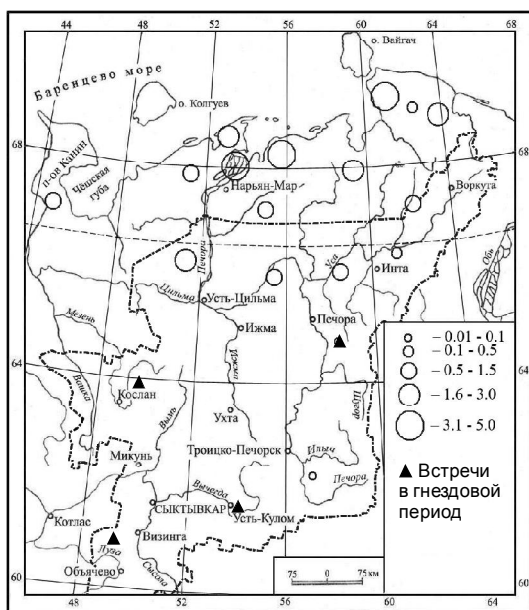 44
48
52
56
60
64
о. Вайгач
Баренцево море
о. Колгуев
68
68
п-ов Канин
Чёшская
губа
Нарьян-Мар
Воркута
Печора
Уса
Инта
Обь
Цильма
Усть-Цильма
Мезень
Ижма
Печора
Ижма
64
64
Вашка
Кослан
Вымь
Щугор
Ухта
Микунь
Троицко-Печорск
Илыч
Печора
Вычегда
СЫКТЫВКАР
Усть-Кулом
Котлас
Визинга
Луза
Объячево
Сысола
60
60
48
52
56
60
75 0 75 км
– 0.01 - 0.1
– 0.1 - 0.5
– 0.5 - 1.5
– 1.6 - 3.0
– 3.1 - 5.0
▲ Встречи
в гнездовой
период